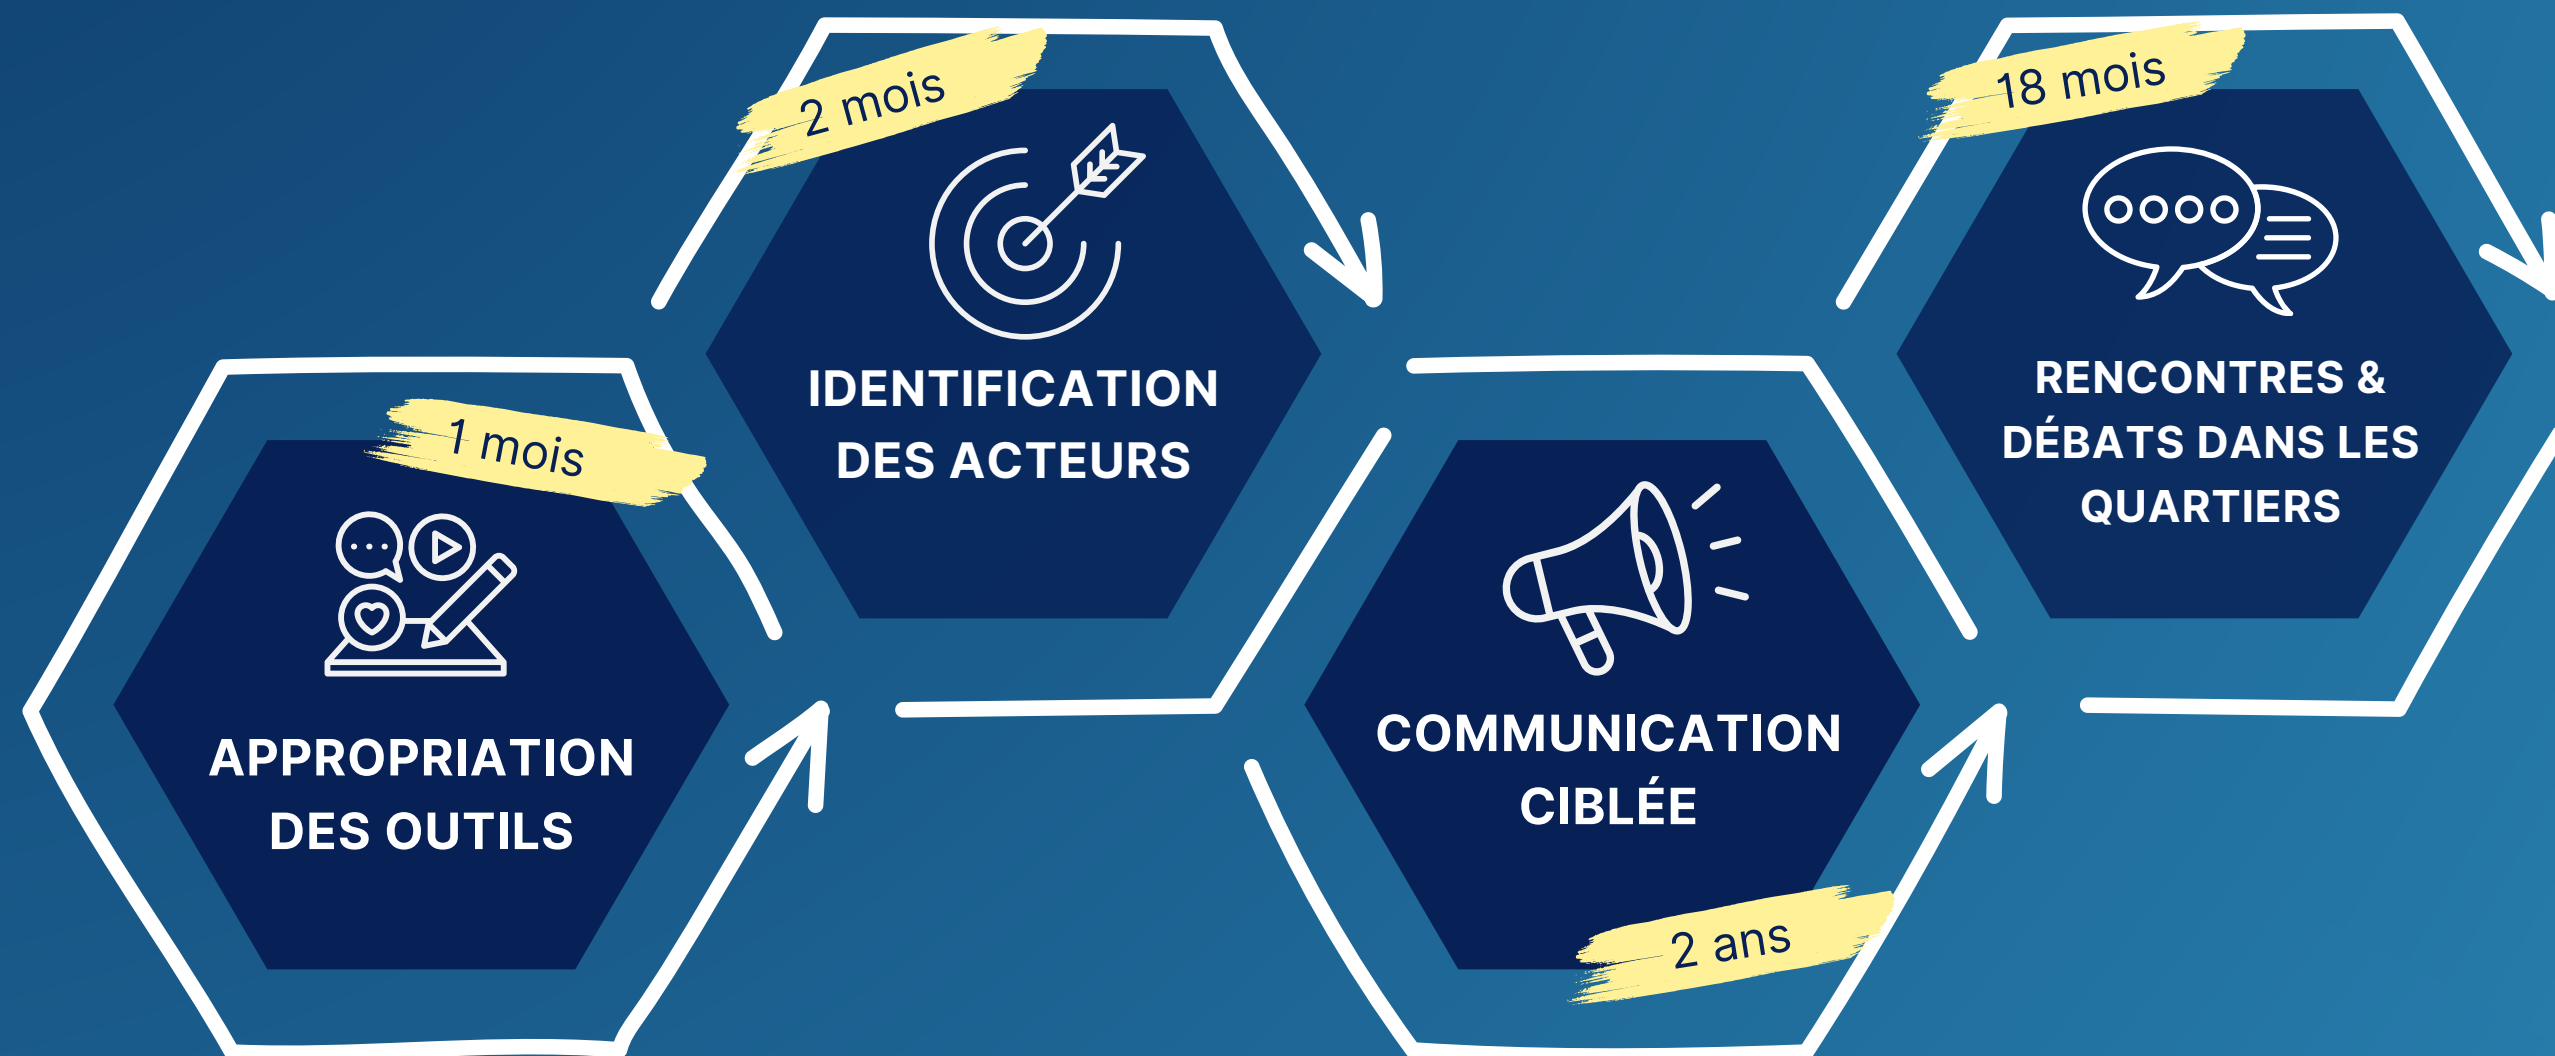 1 mois
APPROPRIATION
DES OUTILS
2 mois
IDENTIFICATION
DES ACTEURS
COMMUNICATION
CIBLÉE
2 ans
18 mois
RENCONTRES &
DÉBATS DANS LES
QUARTIERS